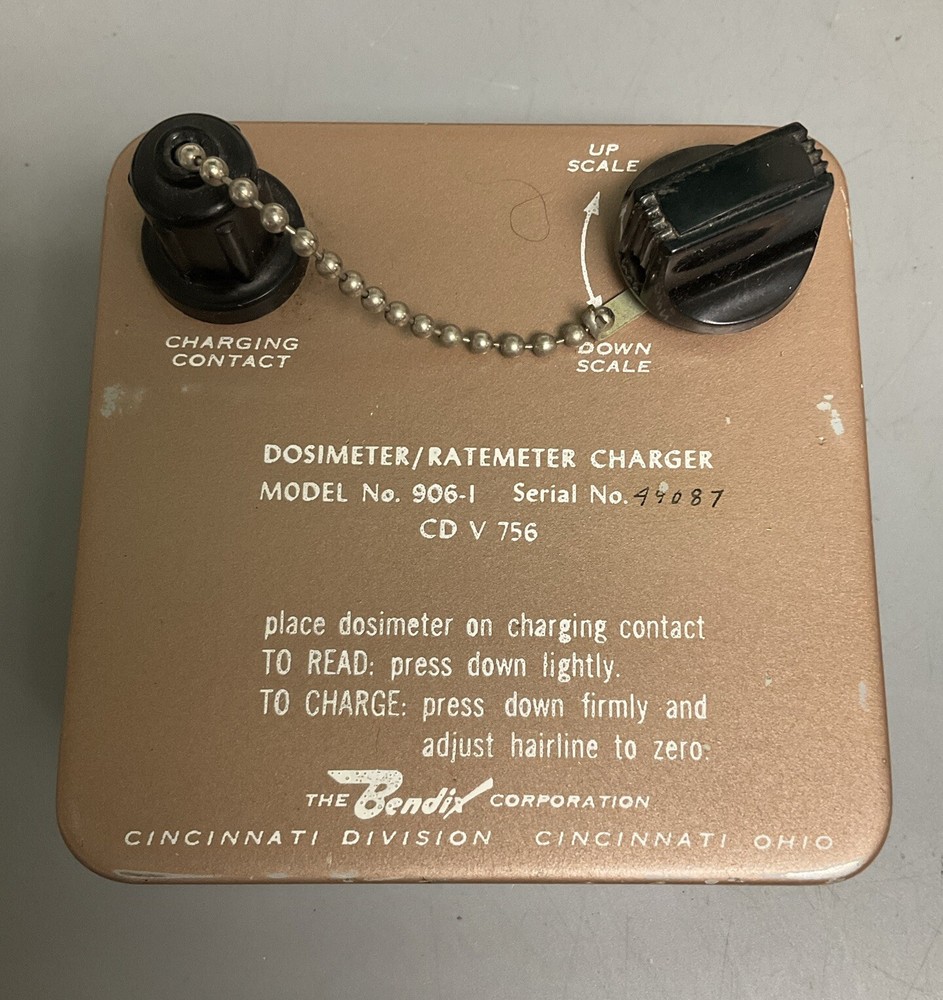 UP
SCALE
CHARGING
CONTACT
DOWN
SCALE
DOSIMETER/RATEMETER CHARGER
MODEL No. 906-1 Serial No. 49087
CD V 756
place dosimeter on charging contact
TO READ: press down lightly.
TO CHARGE: press down firmly and
adjust hairline to zero.
THE Bendix CORPORATION
CINCINNATI DIVISION CINCINNATI OHIO